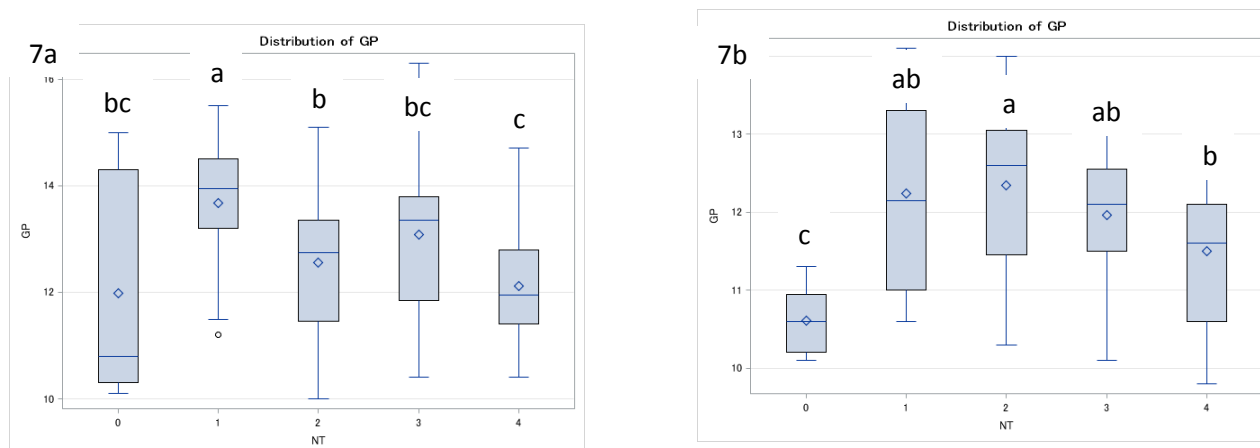 7a
Distribution of GP
bc
a
b
bc
c
16
14
12
10
GP
0 1 2 3 4
NT
7b
Distribution of GP
c
ab
a
ab
b
13
12
11
10
GP
0 1 2 3 4
NT